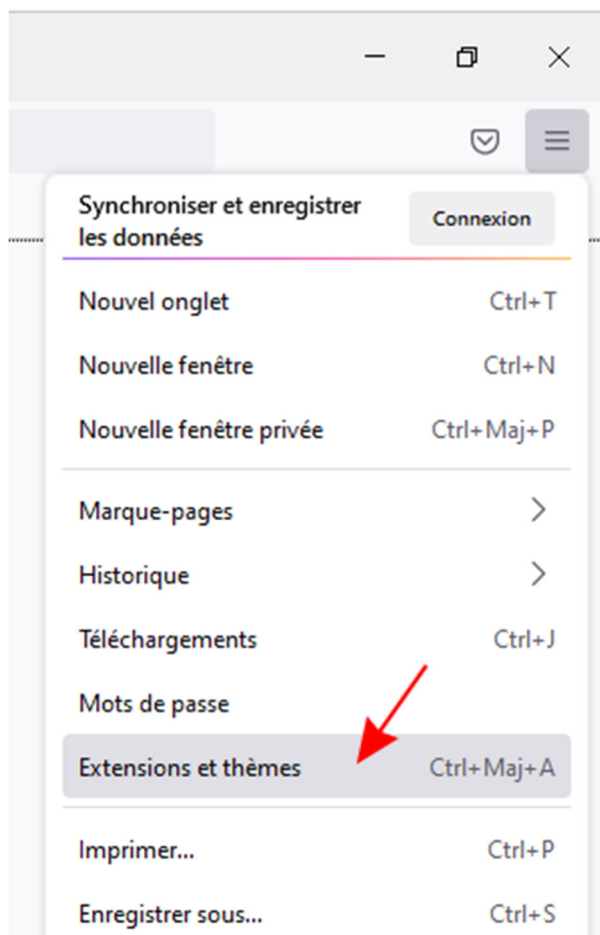 Synchroniser et enregistrer
les données
Connexion
Nouvel onglet Ctrl+T
Nouvelle fenêtre Ctrl+N
Nouvelle fenêtre privée Ctrl+Maj+P
Marque-pages
Historique
Téléchargements Ctrl+J
Mots de passe
Extensions et thèmes Ctrl+Maj+A
Imprimer... Ctrl+P
Enregistrer sous... Ctrl+S